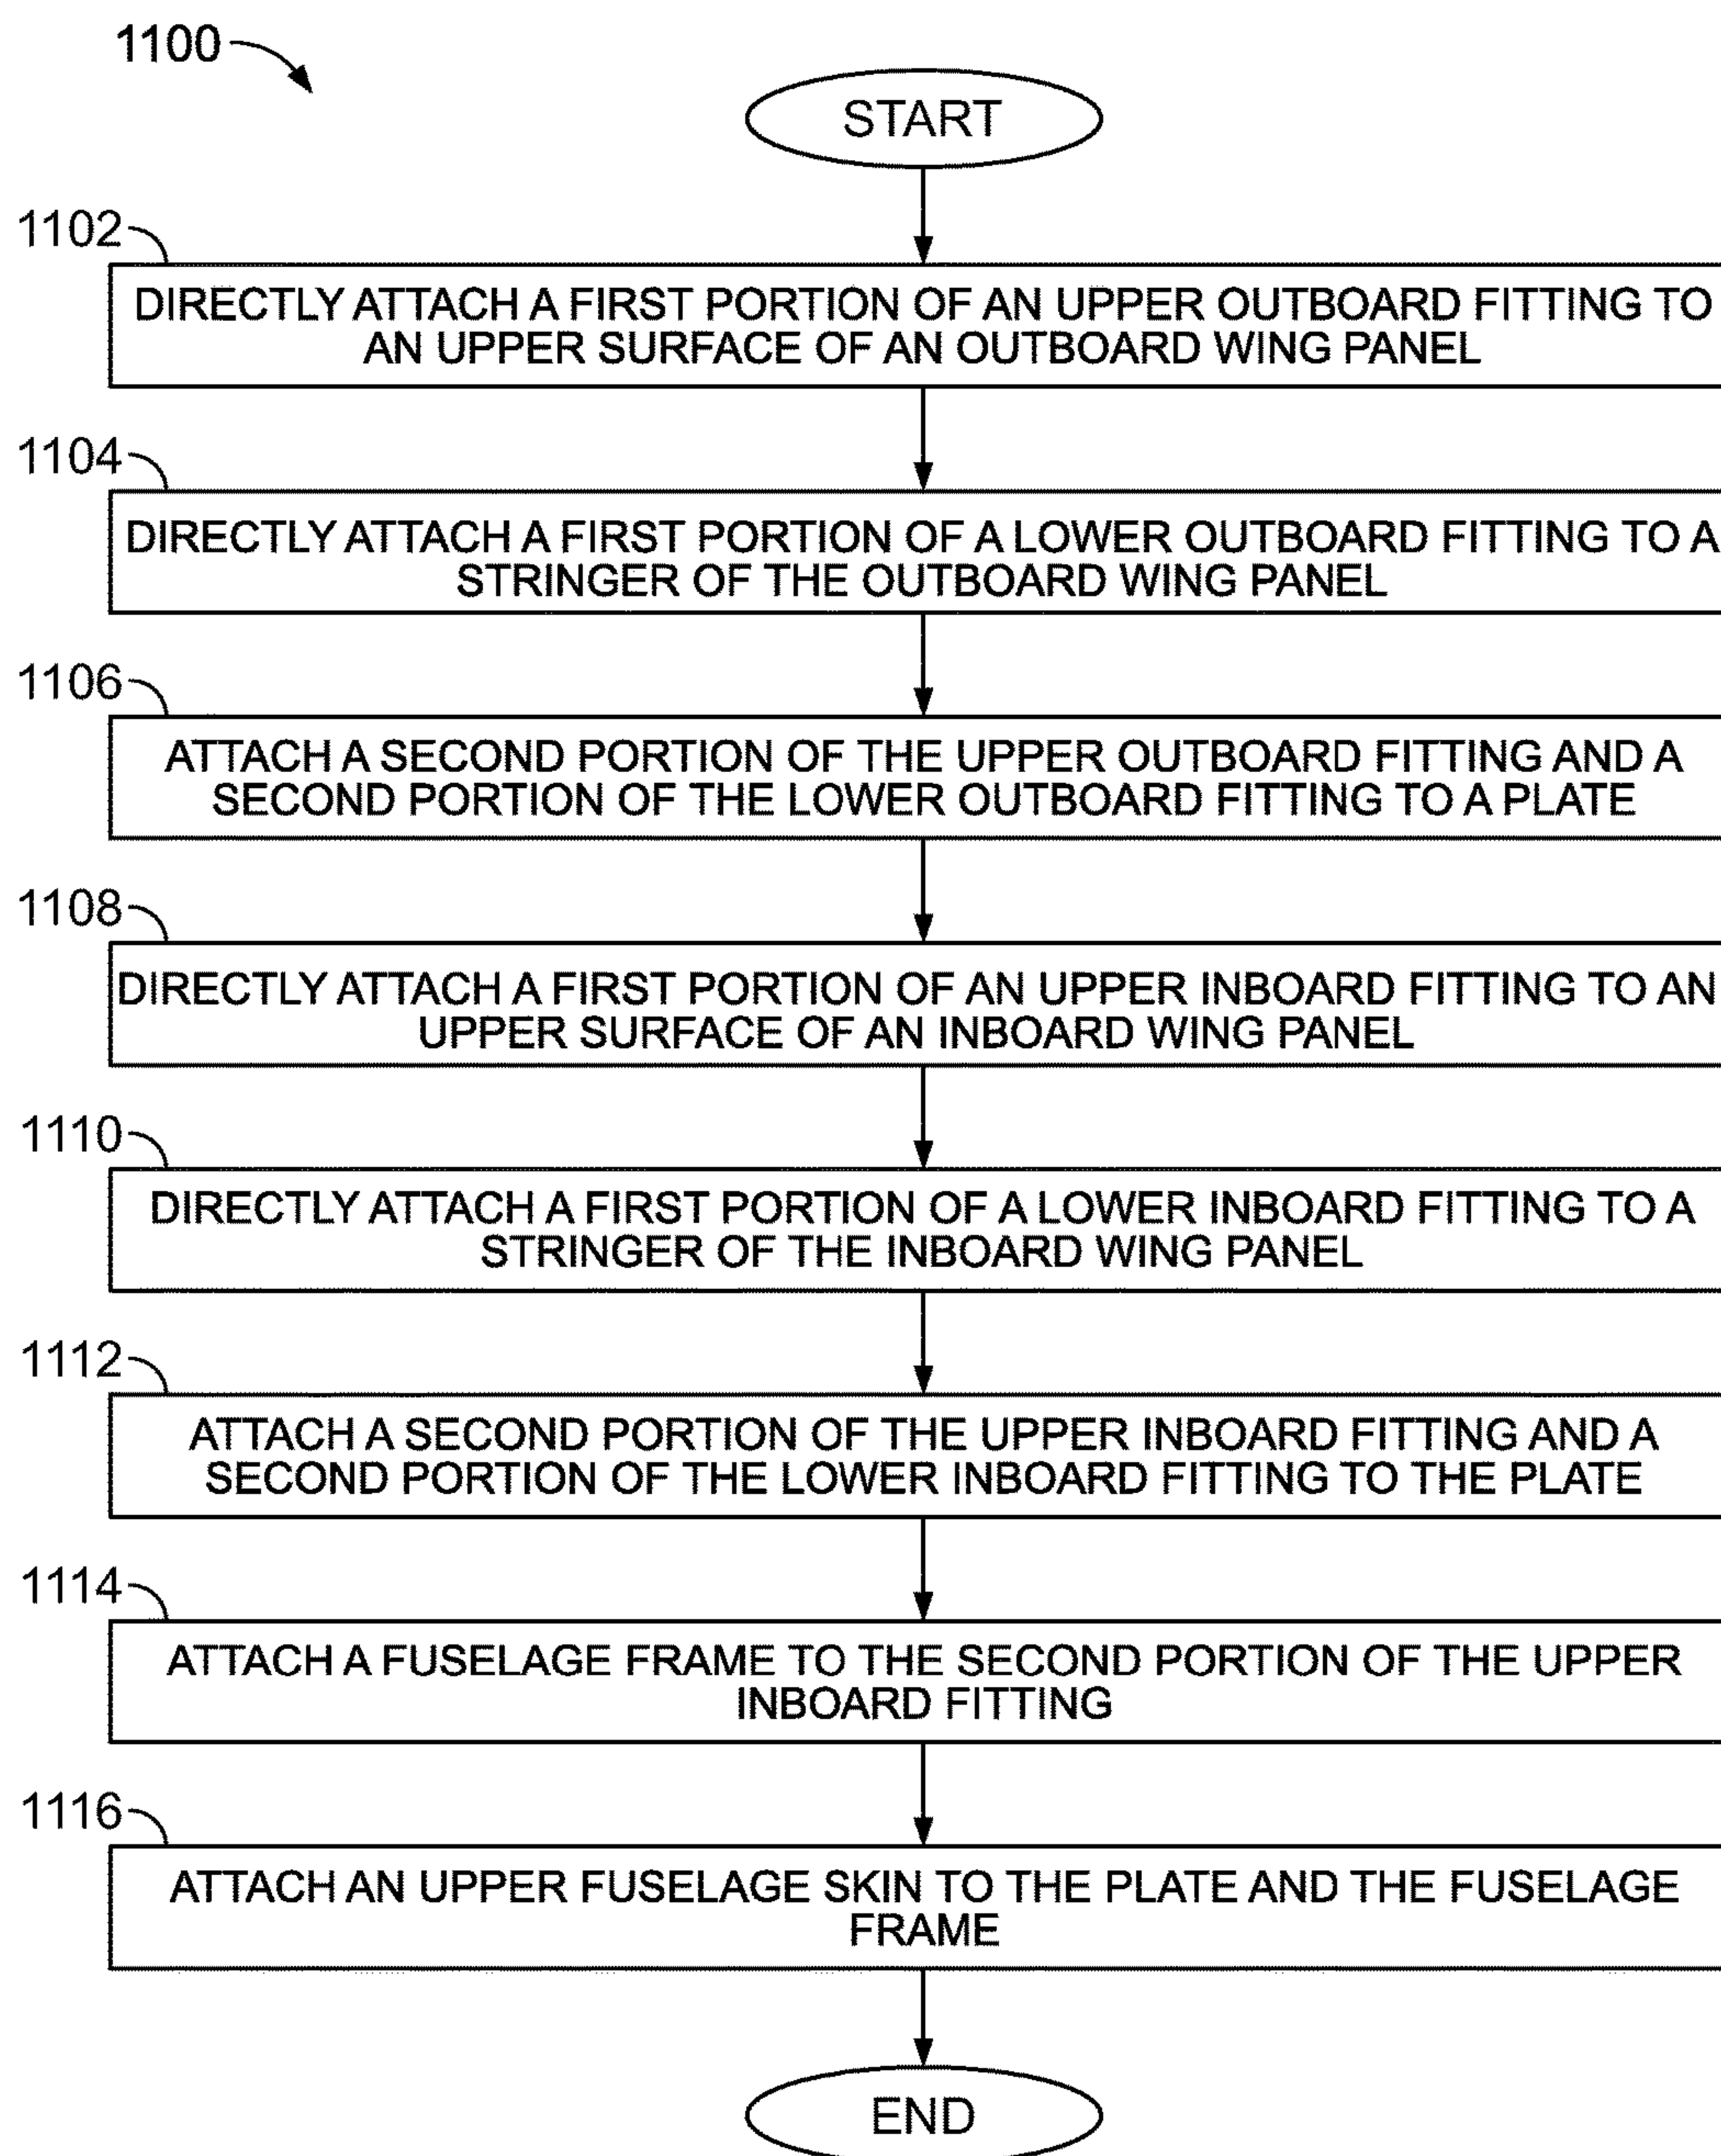 1100
START
1102
DIRECTLY ATTACH A FIRST PORTION OF AN UPPER OUTBOARD FITTING TO
AN UPPER SURFACE OF AN OUTBOARD WING PANEL
1104
DIRECTLY ATTACH A FIRST PORTION OF A LOWER OUTBOARD FITTING TO A
STRINGER OF THE OUTBOARD WING PANEL
1106
ATTACH A SECOND PORTION OF THE UPPER OUTBOARD FITTING AND A
SECOND PORTION OF THE LOWER OUTBOARD FITTING TO A PLATE
1108
DIRECTLY ATTACH A FIRST PORTION OF AN UPPER INBOARD FITTING TO AN
UPPER SURFACE OF AN INBOARD WING PANEL
1110
DIRECTLY ATTACH A FIRST PORTION OF A LOWER INBOARD FITTING TO A
STRINGER OF THE INBOARD WING PANEL
1112
ATTACH A SECOND PORTION OF THE UPPER INBOARD FITTING AND A
SECOND PORTION OF THE LOWER INBOARD FITTING TO THE PLATE
1114
ATTACH A FUSELAGE FRAME TO THE SECOND PORTION OF THE UPPER
INBOARD FITTING
1116
ATTACH AN UPPER FUSELAGE SKIN TO THE PLATE AND THE FUSELAGE
FRAME
END